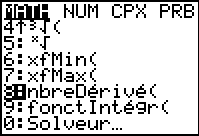 MATH NUM CPX PRB
4↑³√(
5:ˣ√
6:xfMin(
7:xfMax(
8:nbreDérivé(
9:fonctIntégr(
0:Solveur…